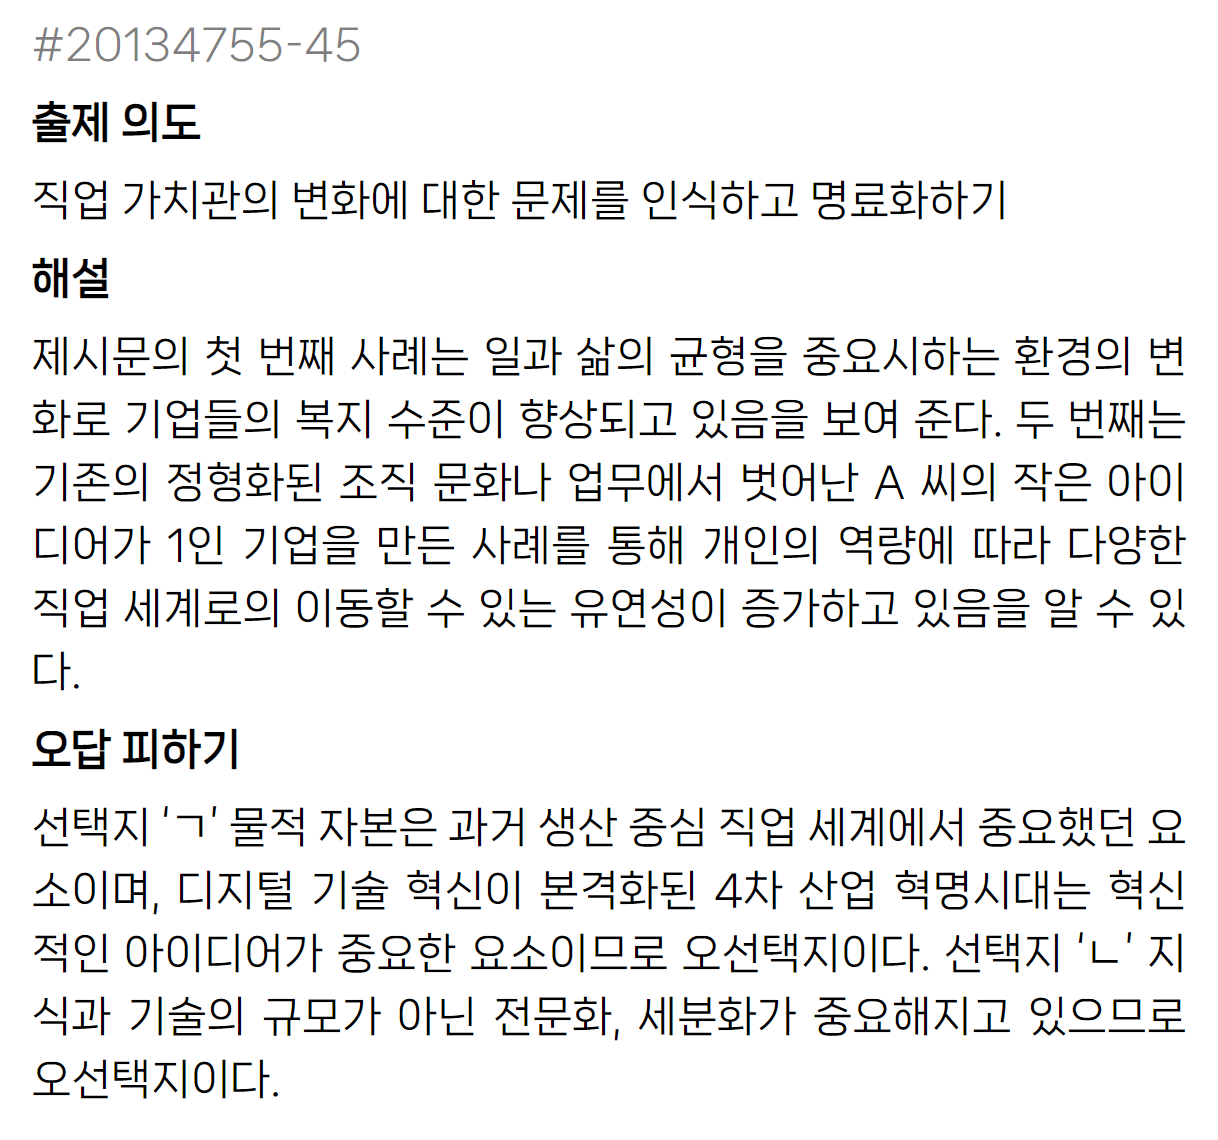 #20134755-45
출제 의도
직업 가치관의 변화에 대한 문제를 인식하고 명료화하기
해설
제시문의 첫 번째 사례는 일과 삶의 균형을 중요시하는 환경의 변
화로 기업들의 복지 수준이 향상되고 있음을 보여 준다. 두 번째는
기존의 정형화된 조직 문화나 업무에서 벗어난 A 씨의 작은 아이
디어가 1인 기업을 만든 사례를 통해 개인의 역량에 따라 다양한
직업 세계로의 이동할 수 있는 유연성이 증가하고 있음을 알 수 있
다.
오답 피하기
선택지 ‘ㄱ’ 물적 자본은 과거 생산 중심 직업 세계에서 중요했던 요
소이며, 디지털 기술 혁신이 본격화된 4차 산업 혁명시대는 혁신
적인 아이디어가 중요한 요소이므로 오선택지이다. 선택지 ‘ㄴ’ 지
식과 기술의 규모가 아닌 전문화, 세분화가 중요해지고 있으므로
오선택지이다.